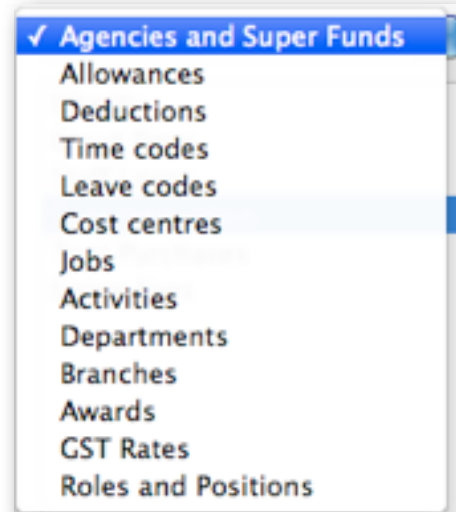 ✓ Agencies and Super Funds
Allowances
Deductions
Time codes
Leave codes
Cost centres
Jobs
Activities
Departments
Branches
Awards
GST Rates
Roles and Positions